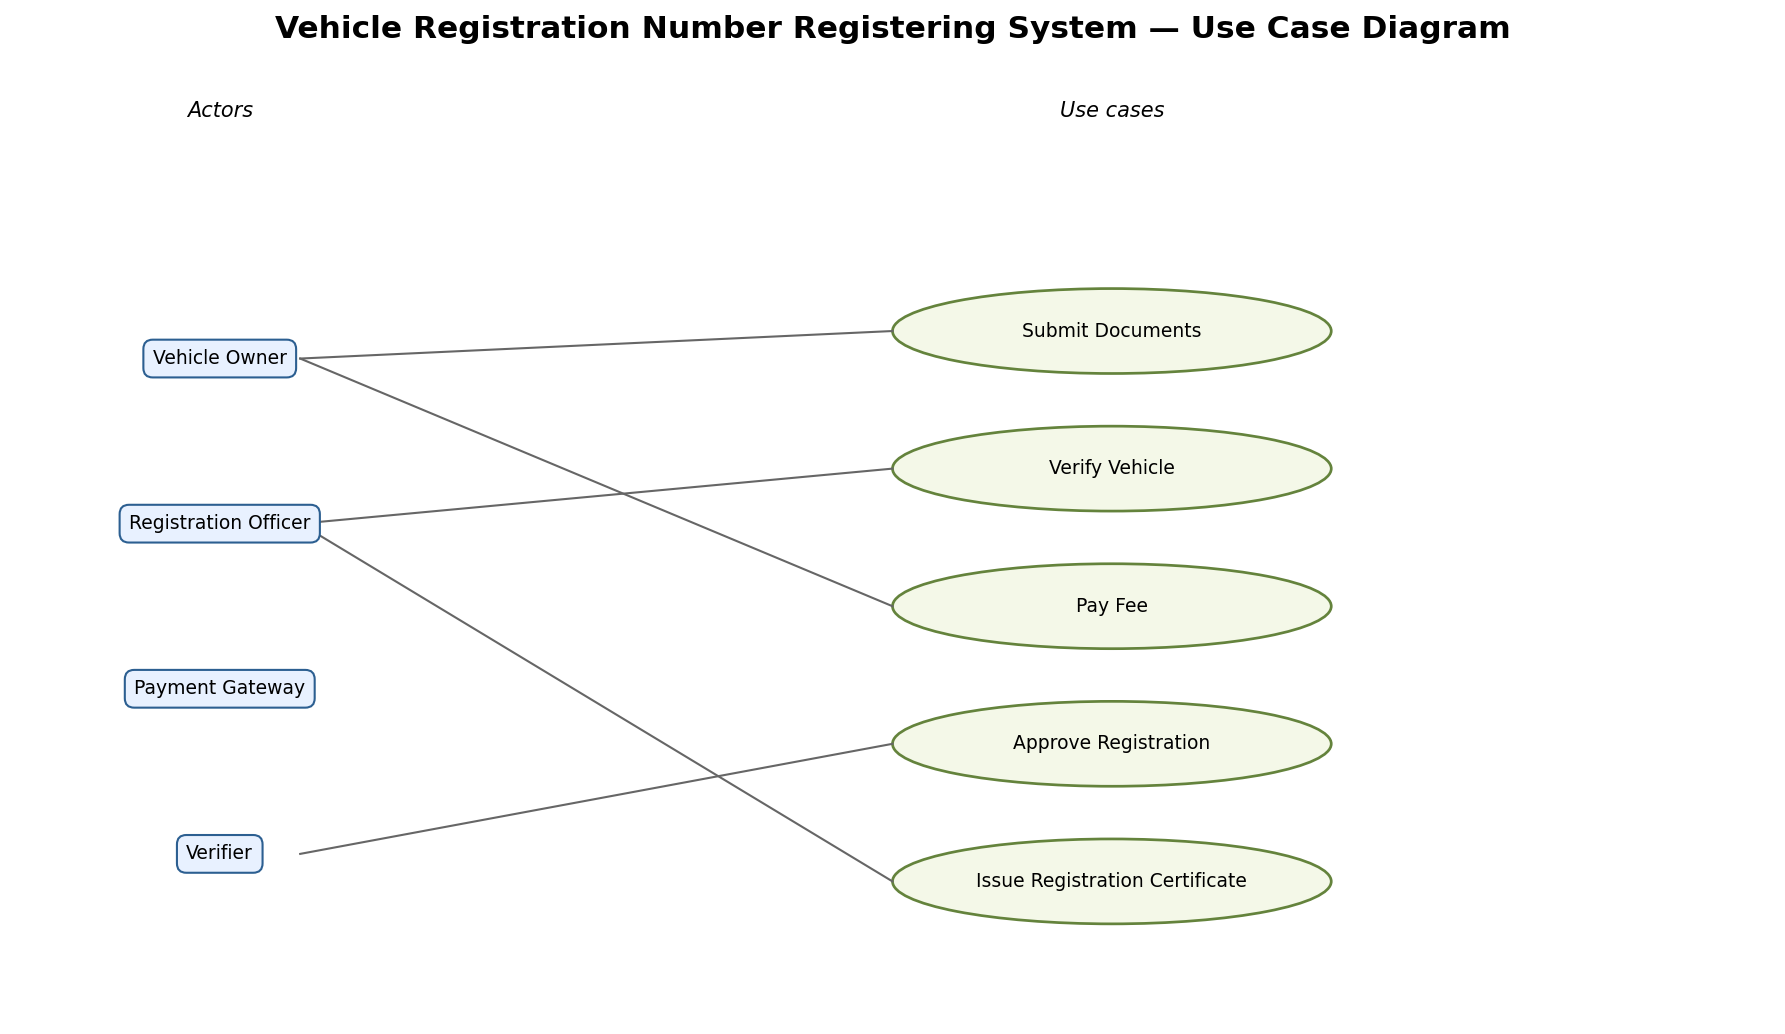 Vehicle Registration Number Registering System — Use Case Diagram
Actors
Use cases
Submit Documents
Vehicle Owner
Verify Vehicle
Registration Officer
Pay Fee
Payment Gateway
Approve Registration
Verifier
Issue Registration Certificate